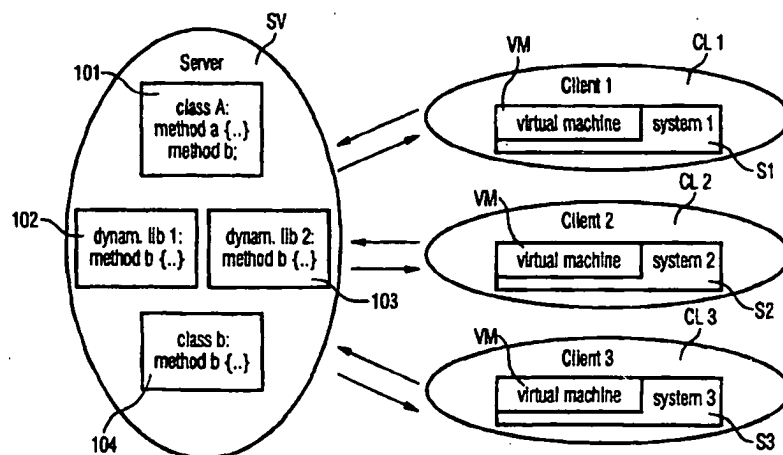 SV
Server
101
class A:
method a {..}
method b;
102
dynam. lib 1:
method b {..}
dynam. lib 2:
method b {..}
103
class b:
method b {..}
104
VM
CL 1
Client 1
virtual machine
system 1
S1
VM
CL 2
Client 2
virtual machine
system 2
S2
VM
CL 3
Client 3
virtual machine
system 3
S3